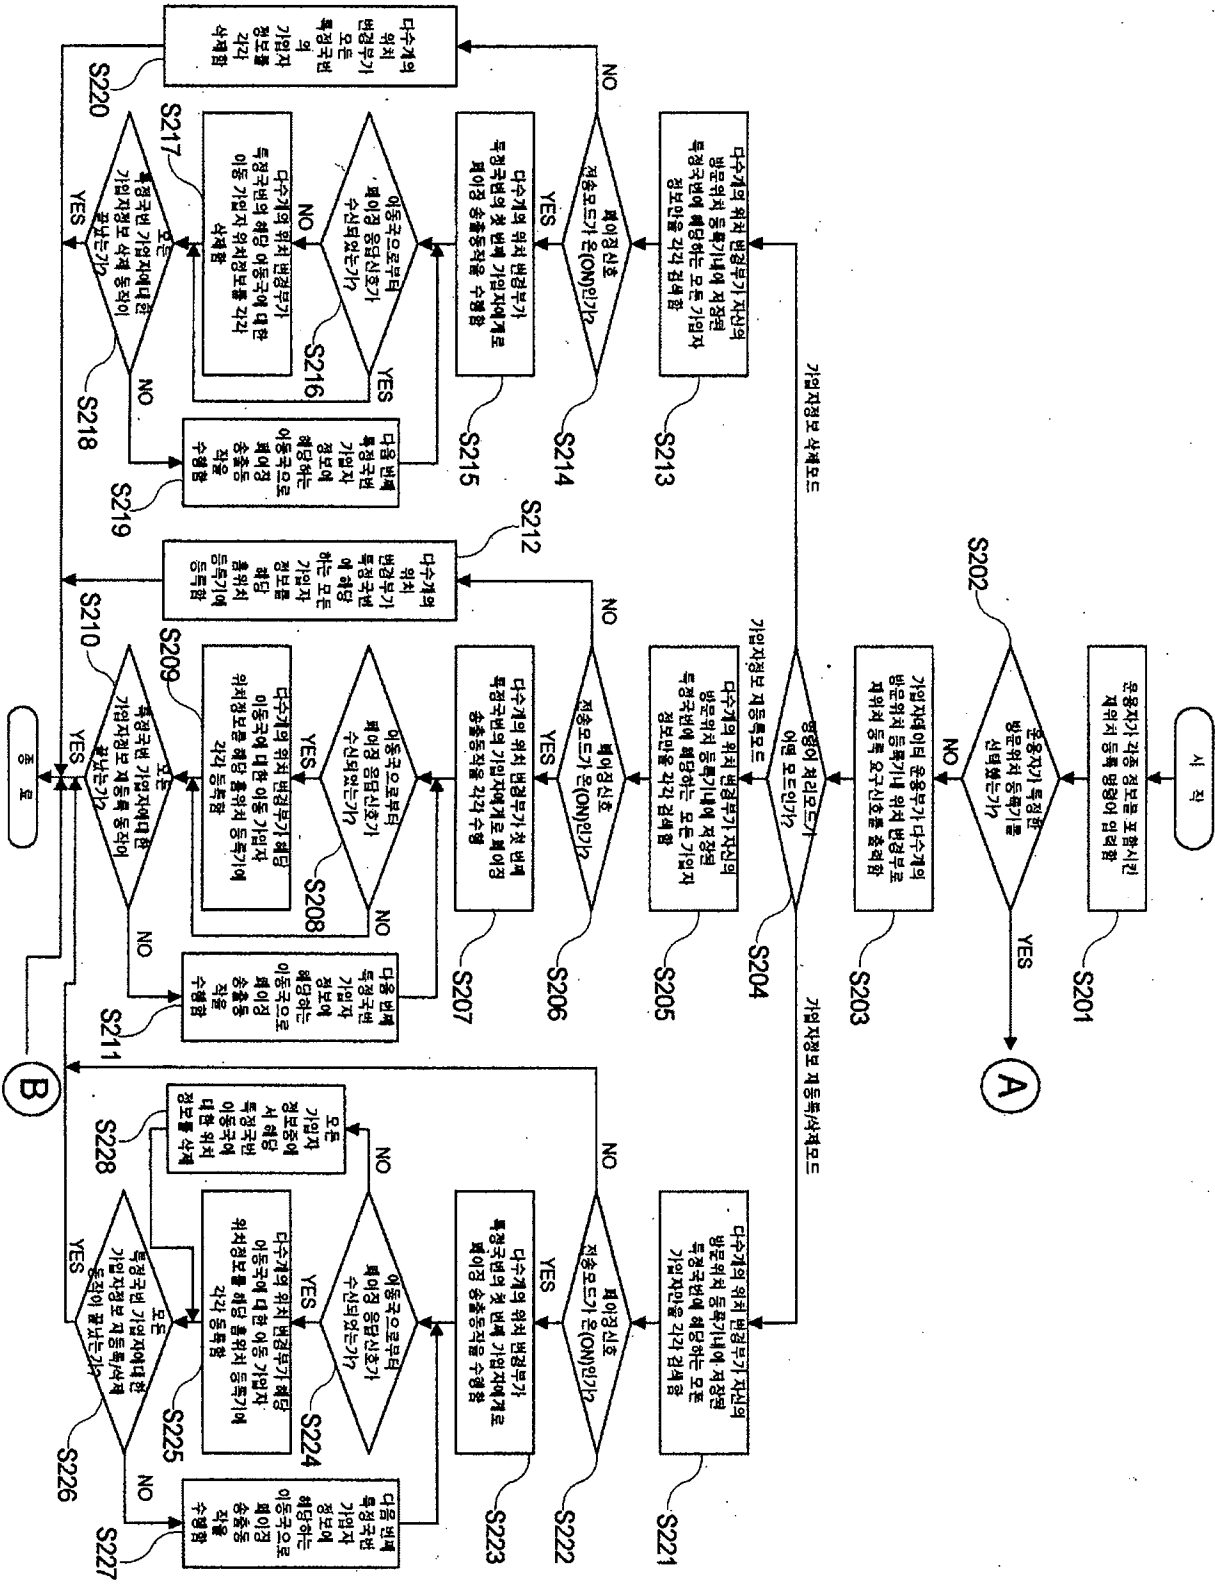 시 작
운용자가 각종 정보를 포함시킨
재위치 등록 명령어 입력함
S201
운용자가 특정한
방문위치 등록기를
선택했는가?
S202
YES
A
NO
가입자데이터 운용부가 다수개의
방문위치 등록기내 위치 변경부로
재위치 등록 요구신호를 출력함
S203
명령어 처리모드가
어떤 모드인가?
S204
가입자정보 삭제모드
가입자정보 재등록모드
가입자정보 재등록/삭제모드
다수개의 위치 변경부가 자신의
방문위치 등록기내에 저장된
특정국번에 해당하는 모든 가입자
정보만을 각각 검색함
S213
페이징신호
전송모드가 온(ON)인가?
S214
NO
YES
다수개의 위치 변경부가
특정국번의 첫 번째 가입자에게로
페이징 송출동작을 수행함
S215
이동국으로부터
페이징 응답신호가
수신되었는가?
S216
YES
NO
다수개의 위치 변경부가
특정국번의 해당 이동국에 대한
이동 가입자 위치정보를 각각
삭제함
S217
모든
특정국번 가입자에대한
가입자정보 삭제 동작이
끝났는가?
S218
NO
YES
다음 번째
특정국번
가입자
정보에
해당하는
이동국으로
페이징
송출동
작을
수행함
S219
다수개의
위치
변경부가
모든
특정국번
의
가입자
정보를
각각
삭제함
S220
다수개의 위치 변경부가 자신의
방문위치 등록기내에 저장된
특정국번에 해당하는 모든 가입자
정보만을 각각 검색함
S205
페이징신호
전송모드가 온(ON)인가?
S206
NO
YES
다수개의 위치 변경부가 첫 번째
특정국번의 가입자에게로 페이징
송출동작을 각각 수행
S207
이동국으로부터
페이징 응답신호가
수신되었는가?
S208
NO
YES
다수개의 위치 변경부가 해당
이동국에 대한 이동 가입자
위치정보를 해당 홈위치 등록기에
각각 등록함
S209
모든
특정국번 가입자에대한
가입자정보 재등록 동작이
끝났는가?
S210
NO
YES
다음 번째
특정국번
가입자
정보에
해당하는
이동국으로
페이징
송출동
작을
수행함
S211
다수개의
위치
변경부가
특정국번
에 해당
하는 모든
가입자
정보를
해당
홈위치
등록기에
등록함
S212
다수개의 위치 변경부가 자신의
방문위치 등록기내에 저장된
특정국번에 해당하는 모든
가입자만을 각각 검색함
S221
페이징신호
전송모드가 온(ON)인가?
S222
NO
YES
다수개의 위치 변경부가
특정국번의 첫 번째 가입자에게로
페이징 송출동작을 수행함
S223
이동국으로부터
페이징 응답신호가
수신되었는가?
S224
NO
YES
다수개의 위치 변경부가 해당
이동국에 대한 이동 가입자
위치정보를 해당 홈위치 등록기에
각각 등록함
S225
모든
특정국번 가입자에대한
가입자정보 재등록/삭제
동작이 끝났는가?
S226
NO
YES
다음 번째
특정국번
가입자
정보에
해당하는
이동국으로
페이징
송출동
작을
수행함
S227
모든
가입자
정보중에
서 해당
특정국번
이동국에
대한 위치
정보를 삭제
S228
B
종 료